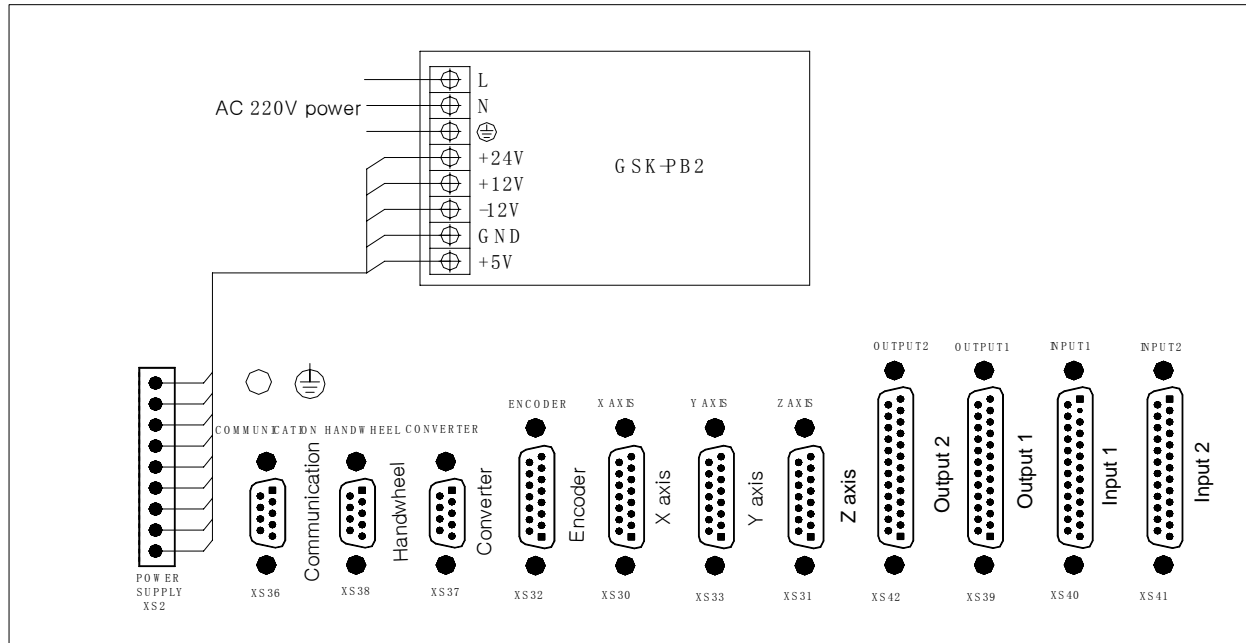 L
AC 220V power
N
+24V
GSK-PB2
+12V
-12V
GND
+5V
OUTPUT2 OUTPUT1 INPUT1 INPUT2
ENCODER X AXIS Y AXIS Z AXIS
COMMUNICATION HANDWHEEL CONVERTER
Communication
Handwheel
Converter
Encoder
X axis
Y axis
Z axis
Output 2
Output 1
Input 1
Input 2
POWER
SUPPLY
XS2
XS36 XS38 XS37 XS32 XS30 XS33 XS31 XS42 XS39 XS40 XS41